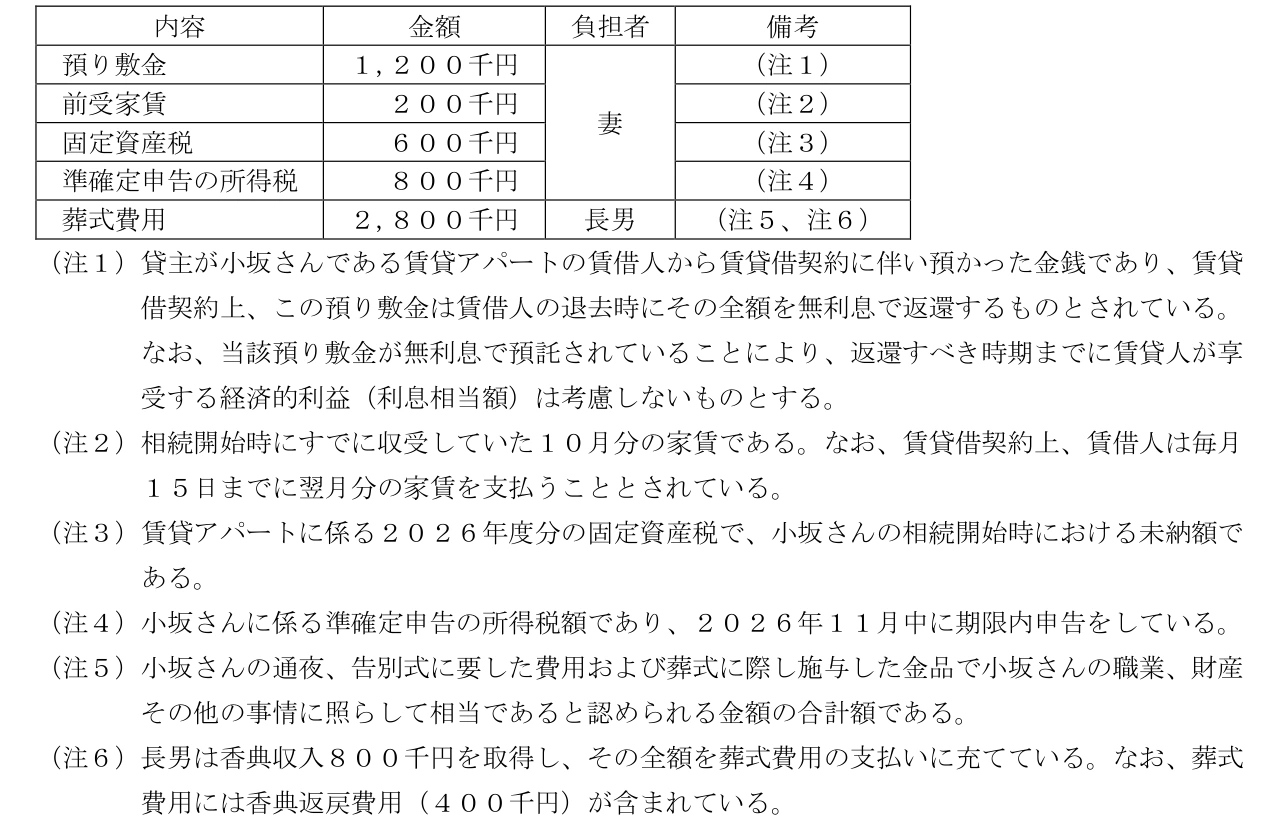 内容 金額 負担者 備考
預り敷金 １，２００千円 妻 （注１）
前受家賃 ２００千円 （注２）
固定資産税 ６００千円 （注３）
準確定申告の所得税 ８００千円 （注４）
葬式費用 ２，８００千円 長男 （注５、注６）
（注１）貸主が小坂さんである賃貸アパートの賃借人から賃貸借契約に伴い預かった金銭であり、賃貸
借契約上、この預り敷金は賃借人の退去時にその全額を無利息で返還するものとされている。
なお、当該預り敷金が無利息で預託されていることにより、返還すべき時期までに賃貸人が享
受する経済的利益（利息相当額）は考慮しないものとする。
（注２）相続開始時にすでに収受していた１０月分の家賃である。なお、賃貸借契約上、賃借人は毎月
１５日までに翌月分の家賃を支払うこととされている。
（注３）賃貸アパートに係る２０２６年度分の固定資産税で、小坂さんの相続開始時における未納額で
ある。
（注４）小坂さんに係る準確定申告の所得税額であり、２０２６年１１月中に期限内申告をしている。
（注５）小坂さんの通夜、告別式に要した費用および葬式に際し施与した金品で小坂さんの職業、財産
その他の事情に照らして相当であると認められる金額の合計額である。
（注６）長男は香典収入８００千円を取得し、その全額を葬式費用の支払いに充てている。なお、葬式
費用には香典返戻費用（４００千円）が含まれている。